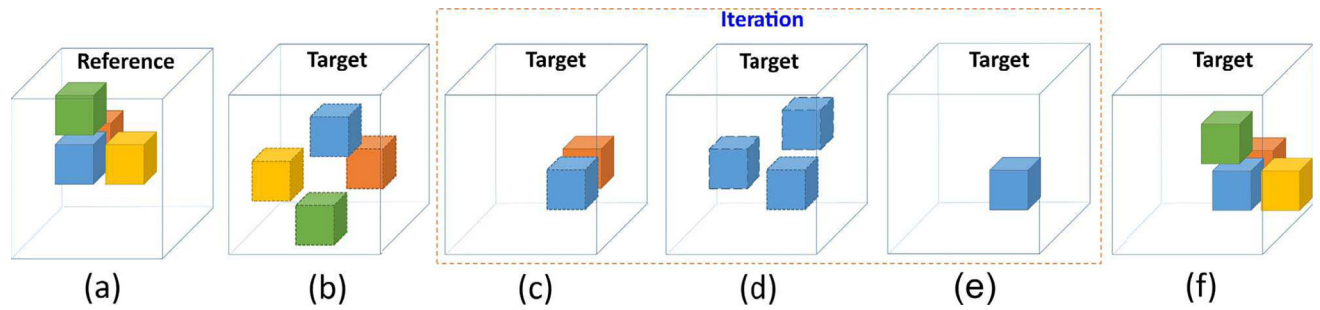 Iteration
Reference
Target
Target
Target
Target
Target
(a)
(b)
(c)
(d)
(e)
(f)